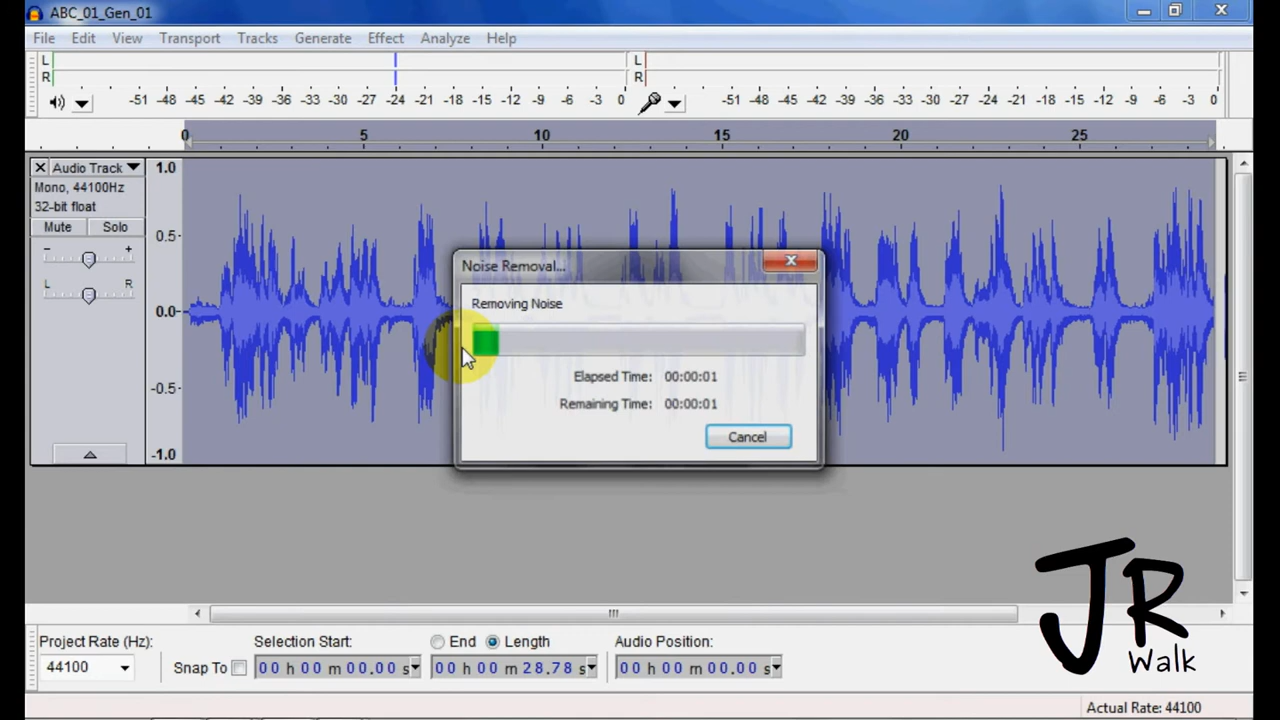 ABC_01_Gen_01
File Edit View Transport Tracks Generate Effect Analyze Help
L L
R R
-51 -48 -45 -42 -39 -36 -33 -30 -27 -24 -21 -18 -15 -12 -9 -6 -3 0 -51 -48 -45 -42 -39 -36 -33 -30 -27 -24 -21 -18 -15 -12 -9 -6 -3 0
0 5 10 15 20 25
Audio Track 1.0
Mono, 44100Hz
32-bit float
Mute Solo
0.5
- +
L R
0.0
-0.5
-1.0
Noise Removal...
Removing Noise
Elapsed Time: 00:00:01
Remaining Time: 00:00:01
Cancel
JR
Walk
Project Rate (Hz): Selection Start: End Length Audio Position:
44100 Snap To 00 h 00 m 00.00 s 00 h 00 m 28.78 s 00 h 00 m 00.00 s
Actual Rate: 44100